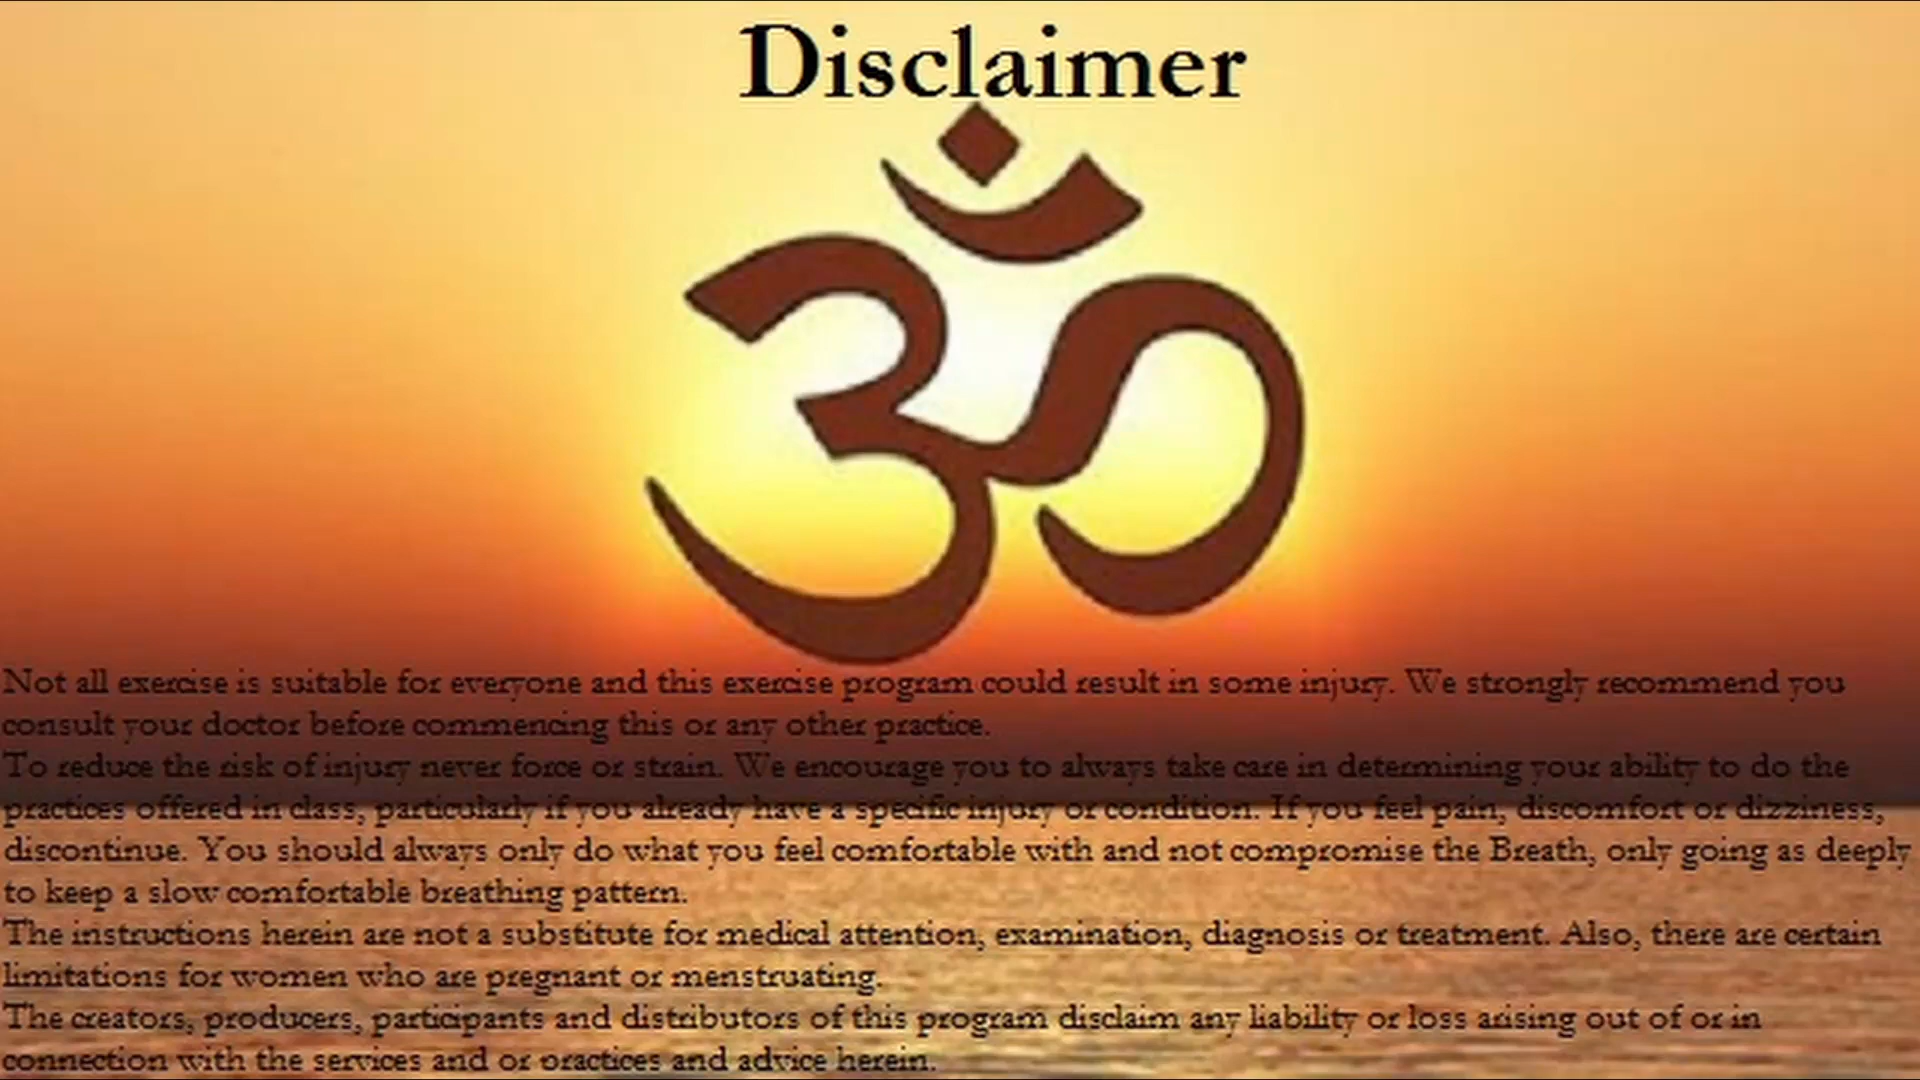 Disclaimer
ॐ
Not all exercise is suitable for everyone and this exercise program could result in some injury. We strongly recommend you
consult your doctor before commencing this or any other practice.
To reduce the risk of injury never force or strain. We encourage you to always take care in determining your ability to do the
practices offered in class, particularly if you already have a specific injury or condition. If you feel pain, discomfort or dizziness,
discontinue. You should always only do what you feel comfortable with and not compromise the Breath, only going as deeply
to keep a slow comfortable breathing pattern.
The instructions herein are not a substitute for medical attention, examination, diagnosis or treatment. Also, there are certain
limitations for women who are pregnant or menstruating.
The creators, producers, participants and distributors of this program disclaim any liability or loss arising out of or in
connection with the services and or practices and advice herein.